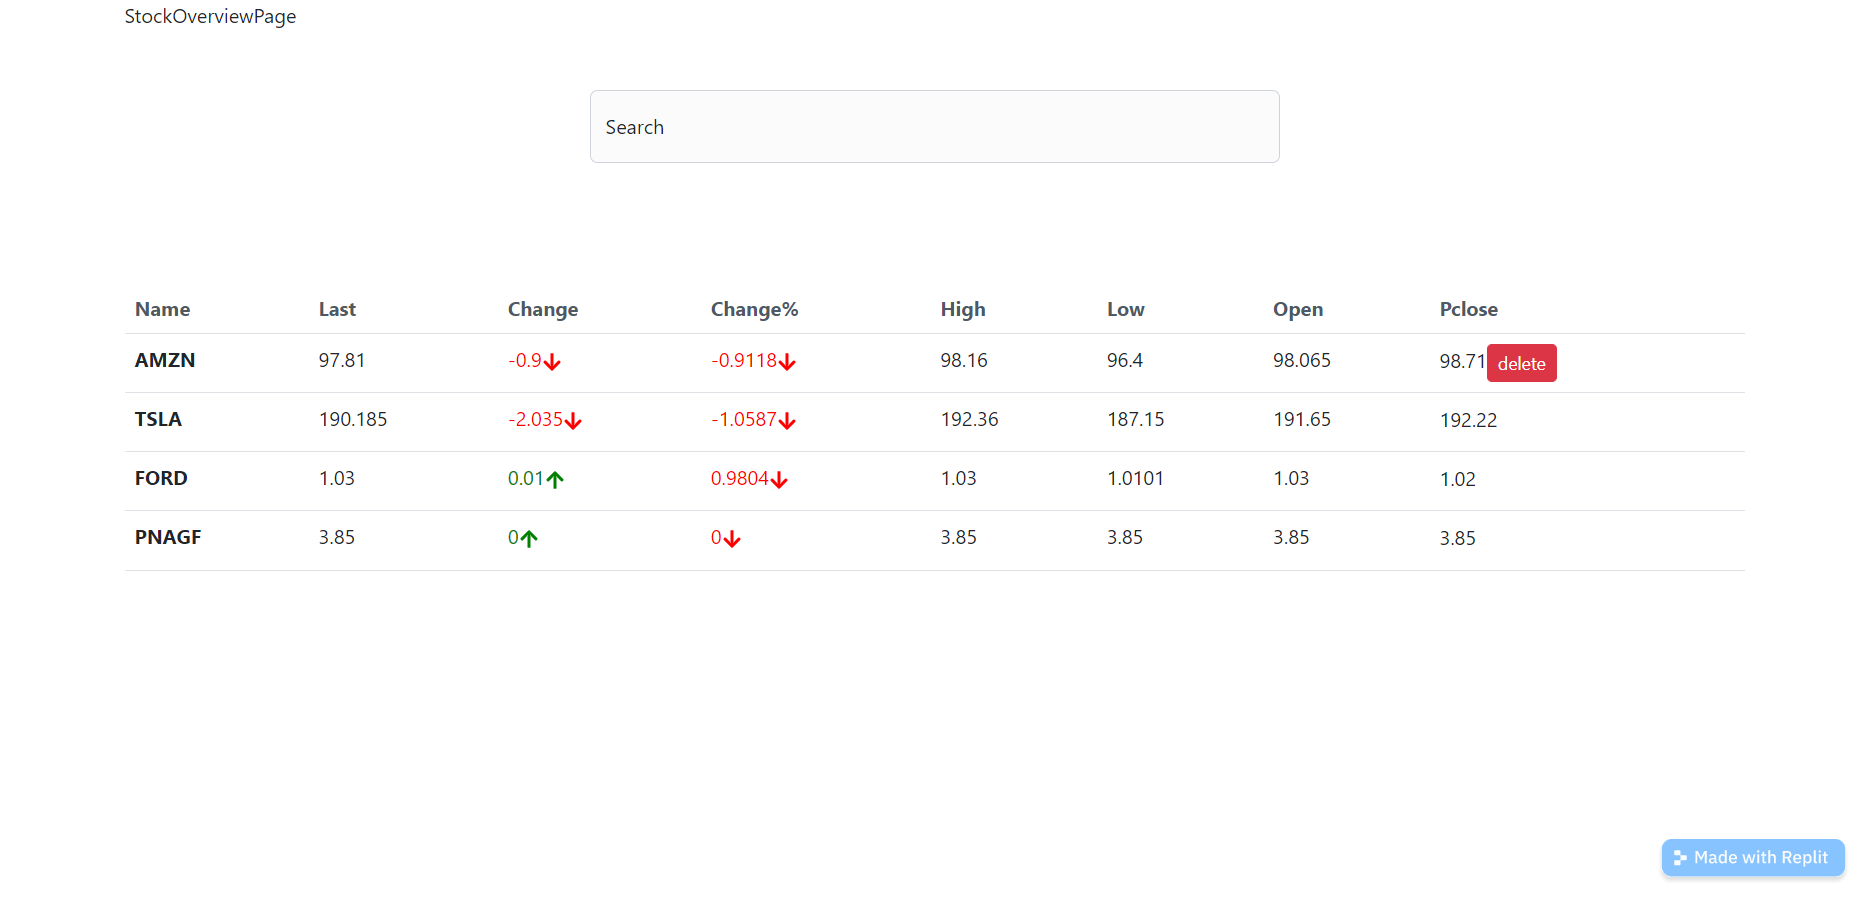 StockOverviewPage
Search
Name Last Change Change% High Low Open Pclose
AMZN 97.81 -0.9 -0.9118 98.16 96.4 98.065 98.71 delete
TSLA 190.185 -2.035 -1.0587 192.36 187.15 191.65 192.22
FORD 1.03 0.01 0.9804 1.03 1.0101 1.03 1.02
PNAGF 3.85 0 0 3.85 3.85 3.85 3.85
Made with Replit